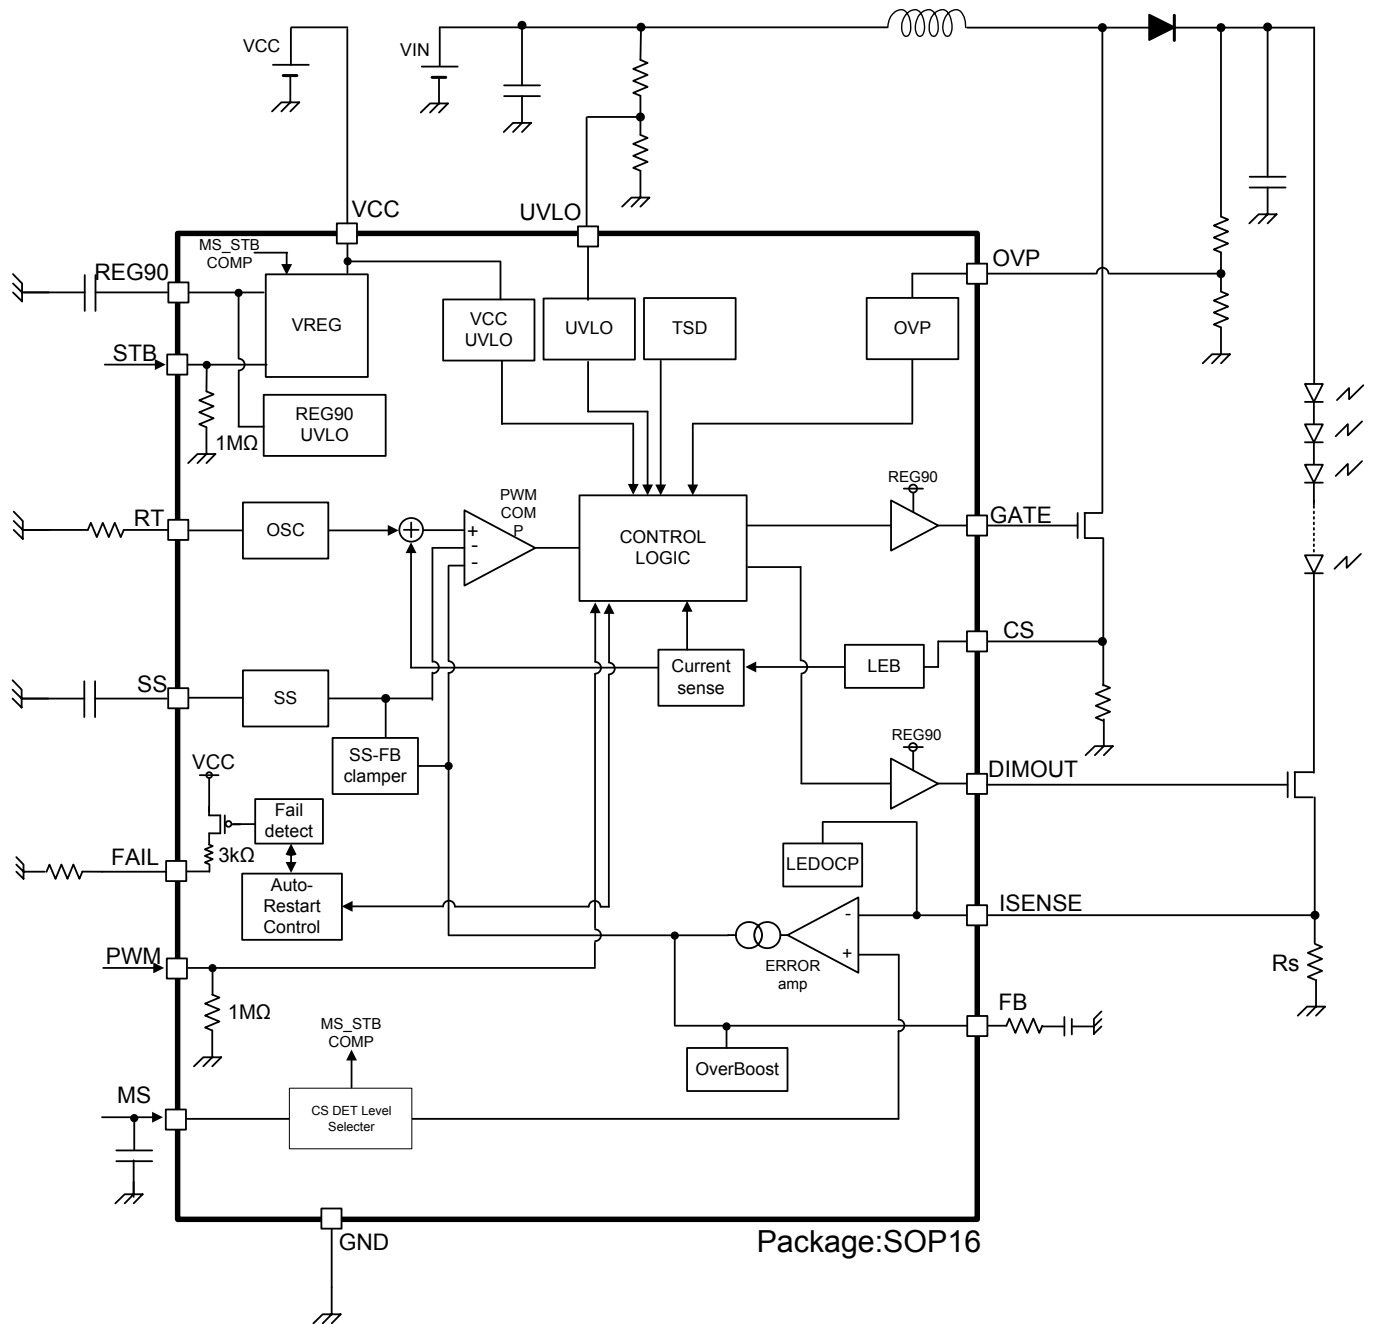 VCC
VIN
VCC
UVLO
MS_STB
COMP
REG90
VREG
VCC
UVLO
UVLO
TSD
OVP
OVP
STB
REG90
UVLO
1MΩ
RT
OSC
+
-
-
PWM
COM
P
CONTROL
LOGIC
REG90
GATE
SS
SS
SS-FB
clamper
Current
sense
LEB
CS
REG90
DIMOUT
VCC
Fail
detect
3kΩ
FAIL
Auto-
Restart
Control
LEDOCP
ISENSE
-
+
ERROR
amp
Rs
PWM
1MΩ
FB
OverBoost
MS_STB
COMP
MS
CS DET Level
Selecter
GND
Package:SOP16